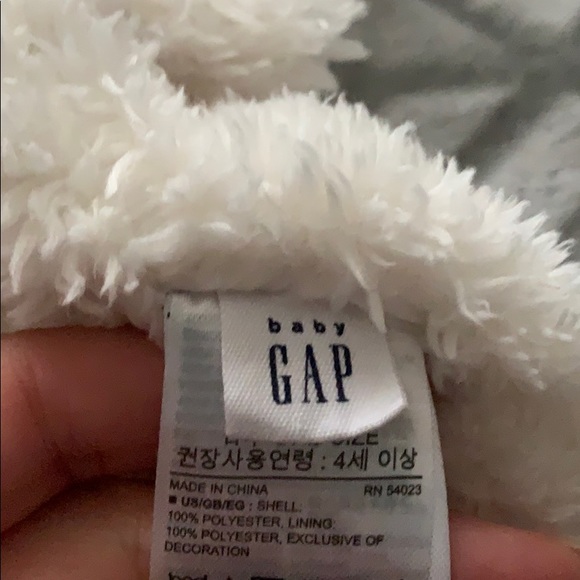 baby
GAP
SIZE
권장사용연령 : 4세 이상
MADE IN CHINA RN 54023
■ US/GB/EG : SHELL:
100% POLYESTER, LINING:
100% POLYESTER, EXCLUSIVE OF
DECORATION